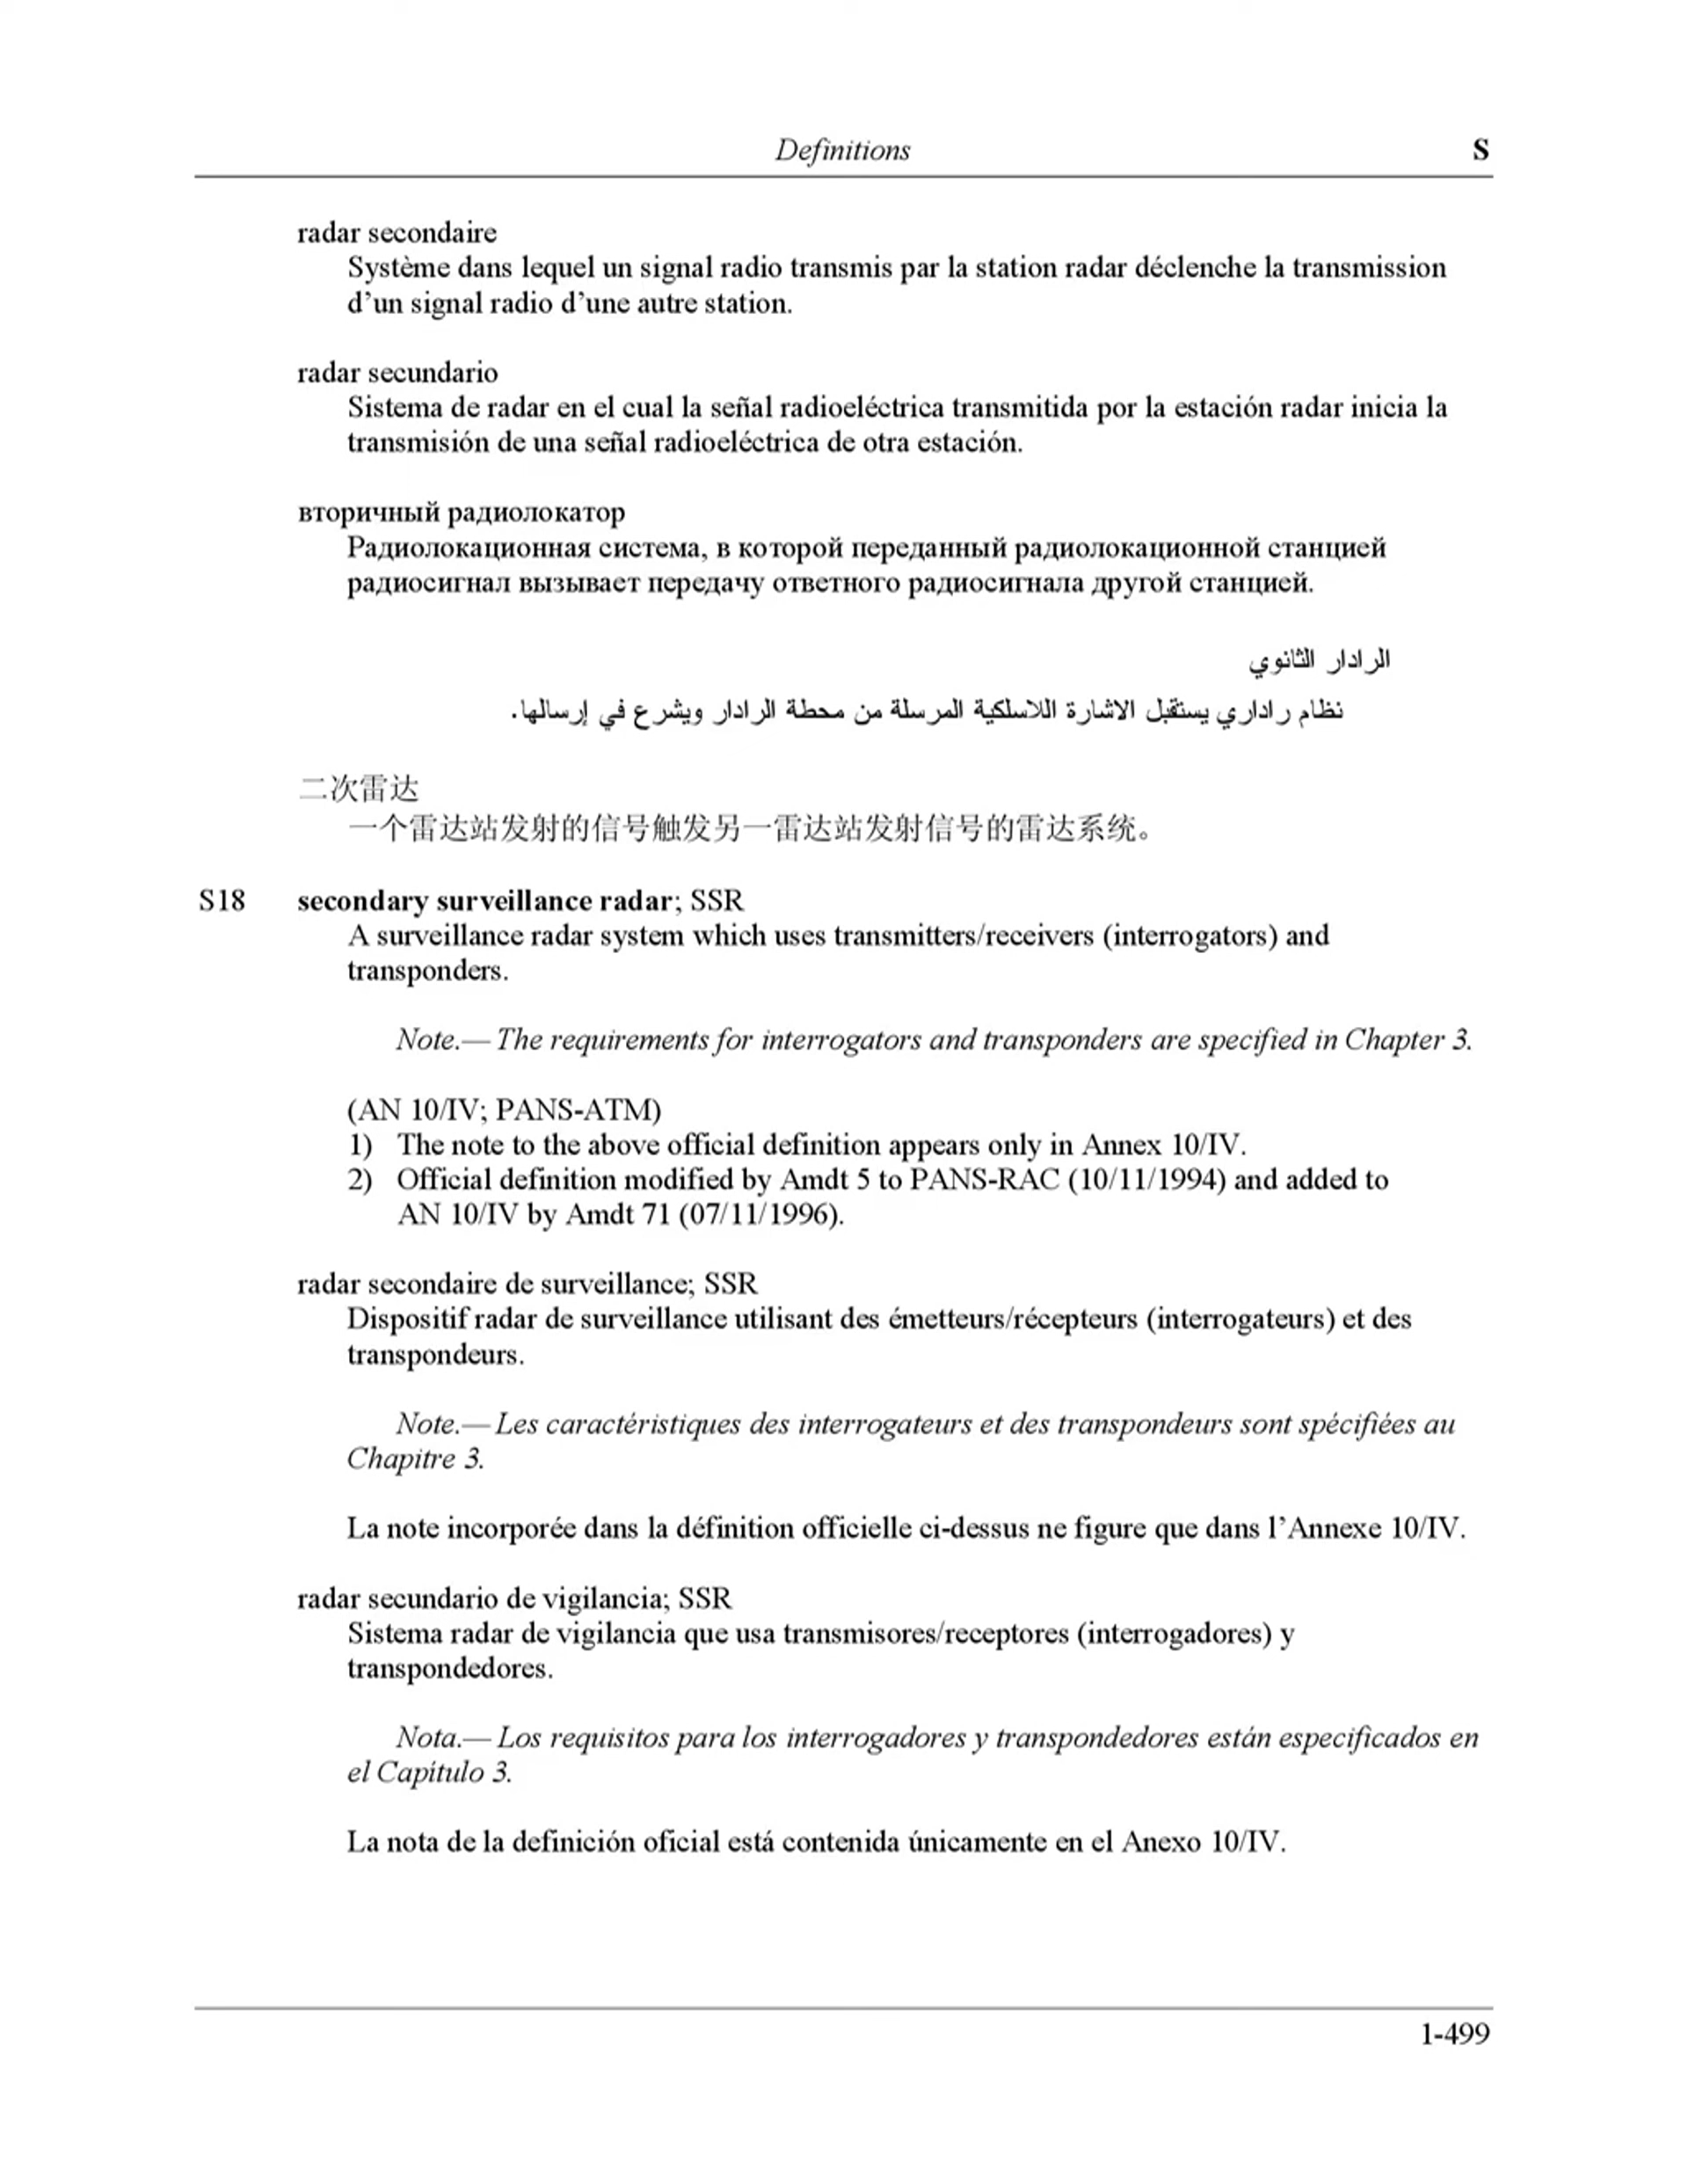 Definitions S
radar secondaire
Système dans lequel un signal radio transmis par la station radar déclenche la transmission
d’un signal radio d’une autre station.
radar secundario
Sistema de radar en el cual la señal radioeléctrica transmitida por la estación radar inicia la
transmisión de una señal radioeléctrica de otra estación.
вторичный радиолокатор
Радиолокационная система, в которой переданный радиолокационной станцией
радиосигнал вызывает передачу ответного радиосигнала другой станцией.
الرادار الثانوي
نظام راداري يستقبل الاشارة اللاسلكية المرسلة من محطة الرادار ويشرع في إرسالها.
二次雷达
一个雷达站发射的信号触发另一雷达站发射信号的雷达系统。
S18 secondary surveillance radar; SSR
A surveillance radar system which uses transmitters/receivers (interrogators) and
transponders.
Note.— The requirements for interrogators and transponders are specified in Chapter 3.
(AN 10/IV; PANS-ATM)
1) The note to the above official definition appears only in Annex 10/IV.
2) Official definition modified by Amdt 5 to PANS-RAC (10/11/1994) and added to
AN 10/IV by Amdt 71 (07/11/1996).
radar secondaire de surveillance; SSR
Dispositif radar de surveillance utilisant des émetteurs/récepteurs (interrogateurs) et des
transpondeurs.
Note.— Les caractéristiques des interrogateurs et des transpondeurs sont spécifiées au
Chapitre 3.
La note incorporée dans la définition officielle ci-dessus ne figure que dans l’Annexe 10/IV.
radar secundario de vigilancia; SSR
Sistema radar de vigilancia que usa transmisores/receptores (interrogadores) y
transpondedores.
Nota.— Los requisitos para los interrogadores y transpondedores están especificados en
el Capítulo 3.
La nota de la definición oficial está contenida únicamente en el Anexo 10/IV.
1-499